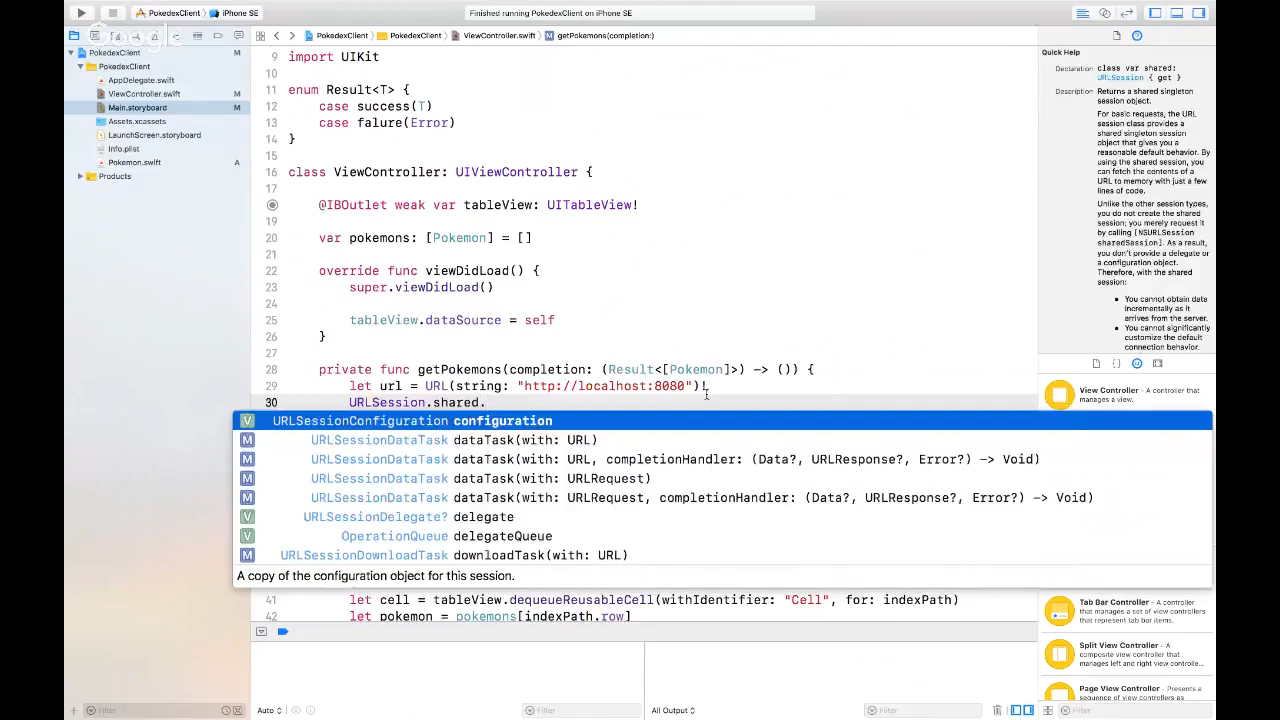 PokedexClient
iPhone SE
Finished running PokedexClient on iPhone SE
Google
PokedexClient
M
PokedexClient
AppDelegate.swift
ViewController.swift
M
Main.storyboard
M
Assets.xcassets
LaunchScreen.storyboard
Info.plist
Pokemon.swift
A
Products
Filter
PokedexClient
PokedexClient
ViewController.swift
M
getPokemons(completion:)
9 import UIKit
10
11 enum Result<T> {
12 case success(T)
13 case falure(Error)
14 }
15
16 class ViewController: UIViewController {
17
18 @IBOutlet weak var tableView: UITableView!
19
20 var pokemons: [Pokemon] = []
21
22 override func viewDidLoad() {
23 super.viewDidLoad()
24
25 tableView.dataSource = self
26 }
27
28 private func getPokemons(completion: (Result<[Pokemon]>) -> ()) {
29 let url = URL(string: "http://localhost:8080")!
30 URLSession.shared.
V URLSessionConfiguration configuration
M URLSessionDataTask dataTask(with: URL)
M URLSessionDataTask dataTask(with: URL, completionHandler: (Data?, URLResponse?, Error?) -> Void)
M URLSessionDataTask dataTask(with: URLRequest)
M URLSessionDataTask dataTask(with: URLRequest, completionHandler: (Data?, URLResponse?, Error?) -> Void)
V URLSessionDelegate? delegate
V OperationQueue delegateQueue
M URLSessionDownloadTask downloadTask(with: URL)
A copy of the configuration object for this session.
41 let cell = tableView.dequeueReusableCell(withIdentifier: "Cell", for: indexPath)
42 let pokemon = pokemons[indexPath.row]
Auto
Filter
All Output
Filter
Quick Help
Declaration class var shared:
URLSession { get }
Description Returns a shared singleton
session object.
For basic requests, the URL
session class provides a
shared singleton session
object that gives you a
reasonable default behavior. By
using the shared session, you
can fetch the contents of a
URL to memory with just a few
lines of code.
Unlike the other session types,
you do not create the shared
session; you merely request it
by calling [NSURLSession
sharedSession]. As a result,
you don't provide a delegate or
a configuration object.
Therefore, with the shared
session:
• You cannot obtain data
incrementally as it
arrives from the server.
• You cannot significantly
customize the default
connection behavior.
View Controller - A controller
that manages a view.
Tab Bar Controller - A controller
that manages a set of view controllers
that represent tab bar items.
Split View Controller - A
composite view controller that
manages left and right view controlle...
Page View Controller - Presents a
sequence of view controllers as
Filter